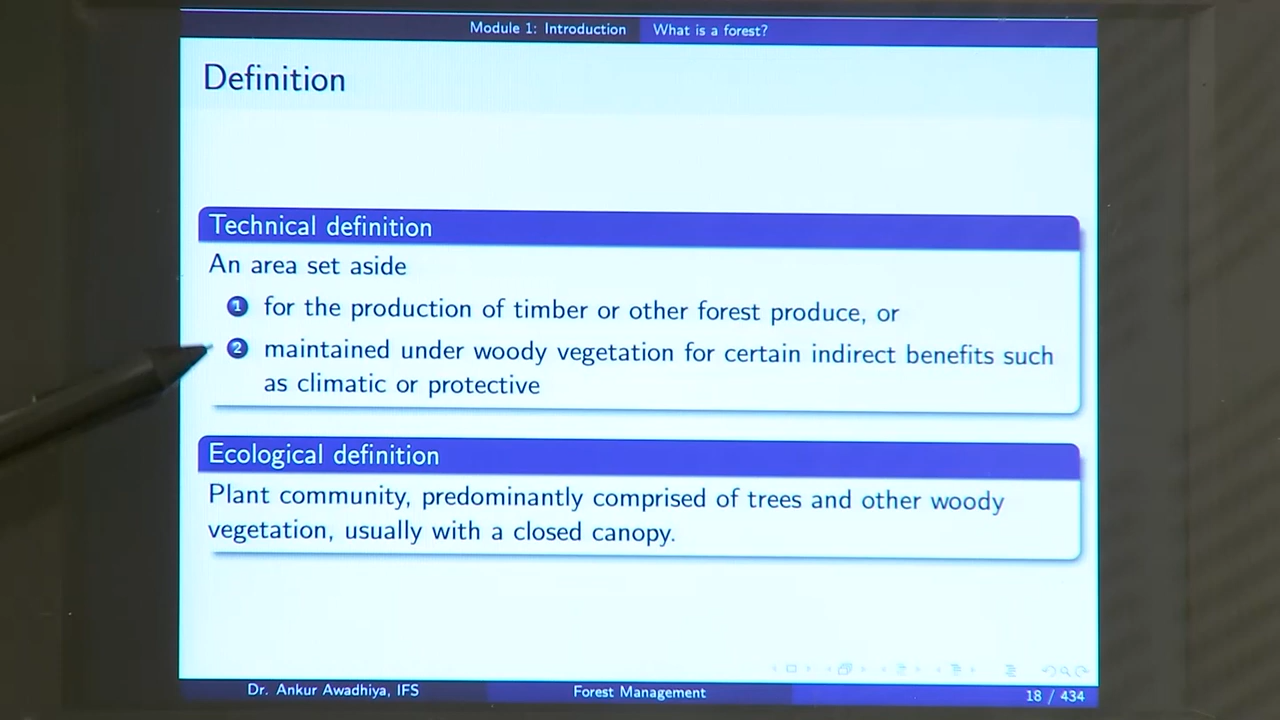 Module 1: Introduction What is a forest?
Definition
Technical definition
An area set aside
1 for the production of timber or other forest produce, or
2 maintained under woody vegetation for certain indirect benefits such
as climatic or protective
Ecological definition
Plant community, predominantly comprised of trees and other woody
vegetation, usually with a closed canopy.
Dr. Ankur Awadhiya, IFS Forest Management 18 / 434